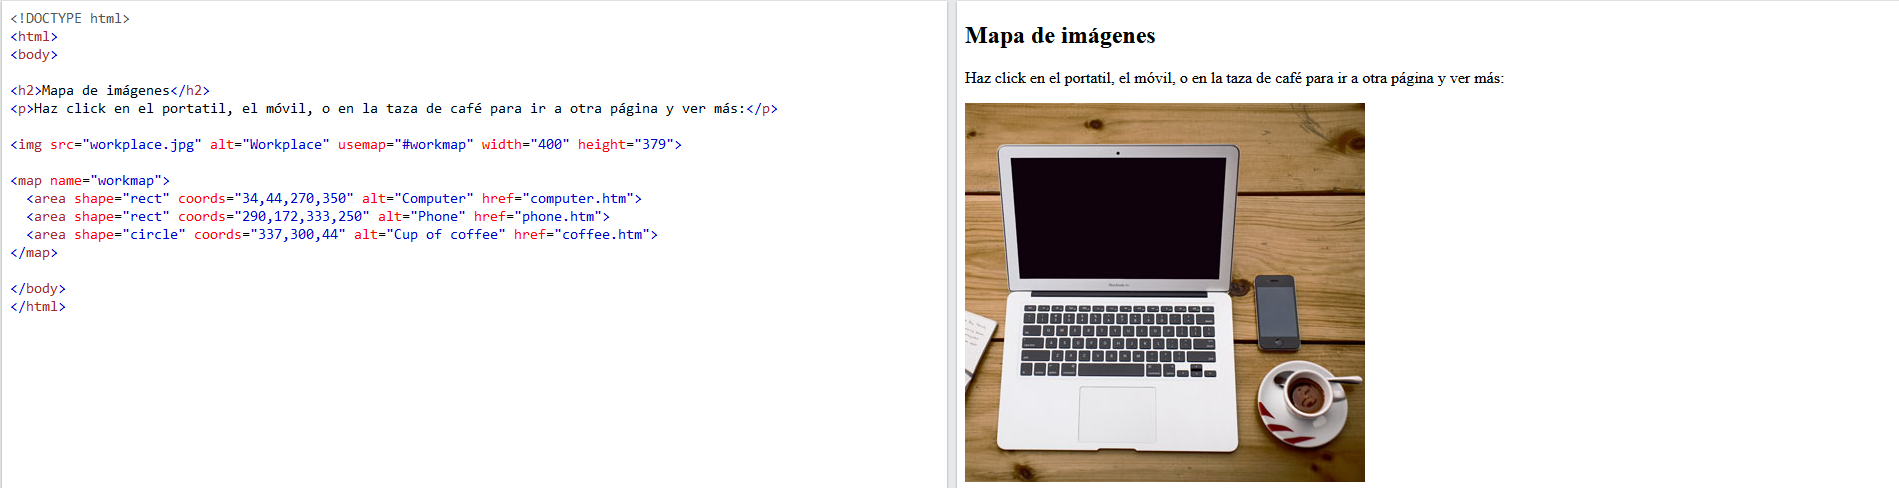 <!DOCTYPE html>
<html>
<body>
<h2>Mapa de imágenes</h2>
<p>Haz click en el portatil, el móvil, o en la taza de café para ir a otra página y ver más:</p>
<img src="workplace.jpg" alt="Workplace" usemap="#workmap" width="400" height="379">
<map name="workmap">
  <area shape="rect" coords="34,44,270,350" alt="Computer" href="computer.htm">
  <area shape="rect" coords="290,172,333,250" alt="Phone" href="phone.htm">
  <area shape="circle" coords="337,300,44" alt="Cup of coffee" href="coffee.htm">
</map>
</body>
</html>
Mapa de imágenes
Haz click en el portatil, el móvil, o en la taza de café para ir a otra página y ver más: